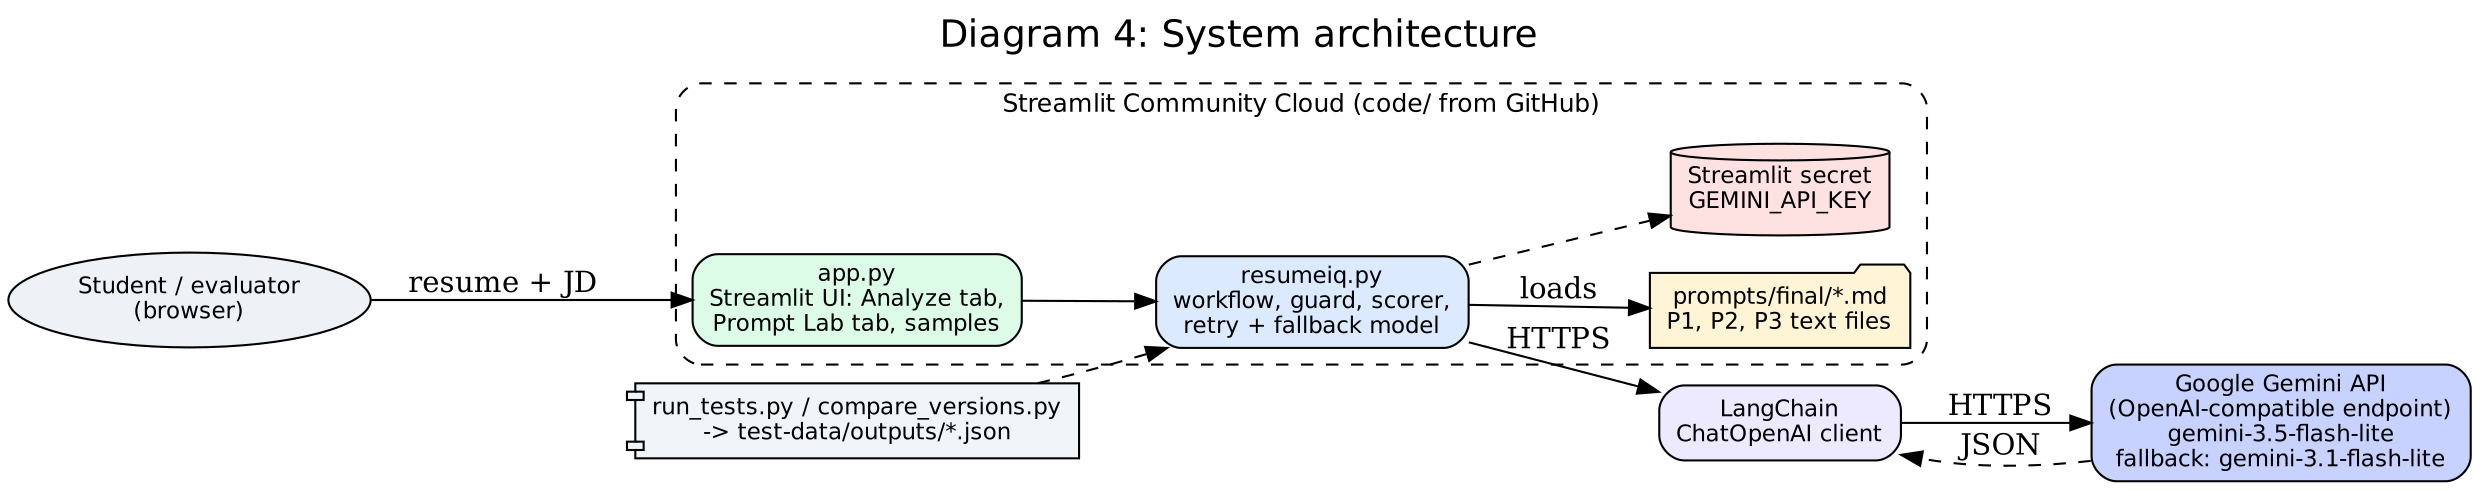 Diagram 4: System architecture
Streamlit Community Cloud (code/ from GitHub)
Student / evaluator
(browser)
resume + JD
app.py
Streamlit UI: Analyze tab,
Prompt Lab tab, samples
resumeiq.py
workflow, guard, scorer,
retry + fallback model
Streamlit secret
GEMINI_API_KEY
loads
prompts/final/*.md
P1, P2, P3 text files
HTTPS
run_tests.py / compare_versions.py
-> test-data/outputs/*.json
LangChain
ChatOpenAI client
HTTPS
JSON
Google Gemini API
(OpenAI-compatible endpoint)
gemini-3.5-flash-lite
fallback: gemini-3.1-flash-lite